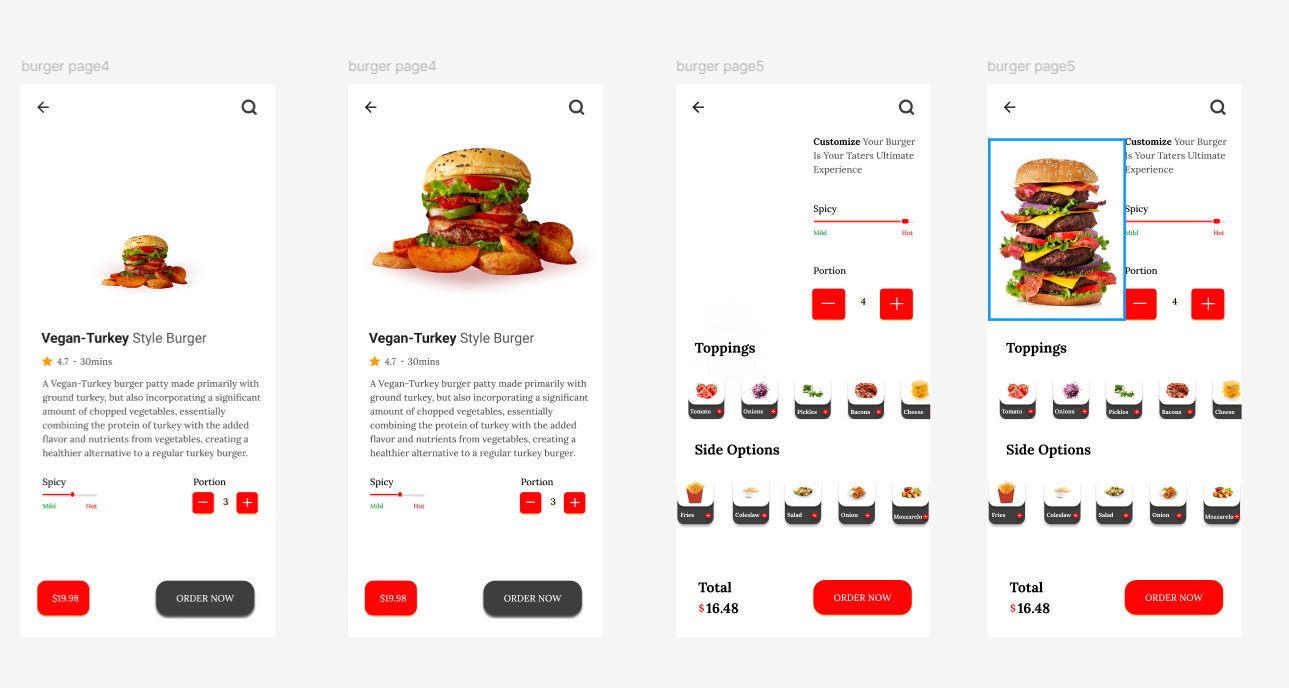 burger page4
Vegan-Turkey Style Burger
4.7 - 30mins
A Vegan-Turkey burger patty made primarily with
ground turkey, but also incorporating a significant
amount of chopped vegetables, essentially
combining the protein of turkey with the added
flavor and nutrients from vegetables, creating a
healthier alternative to a regular turkey burger.
Spicy
Portion
3
Mild
Hot
$19.98
ORDER NOW
burger page4
Vegan-Turkey Style Burger
4.7 - 30mins
A Vegan-Turkey burger patty made primarily with
ground turkey, but also incorporating a significant
amount of chopped vegetables, essentially
combining the protein of turkey with the added
flavor and nutrients from vegetables, creating a
healthier alternative to a regular turkey burger.
Spicy
Portion
3
Mild
Hot
$19.98
ORDER NOW
burger page5
Customize Your Burger
Is Your Taters Ultimate
Experience
Spicy
Mild
Hot
Portion
4
Toppings
Tomato
Onions
Pickles
Bacons
Cheese
Side Options
Fries
Coleslaw
Salad
Onion
Mozzarelo
Total
$ 16.48
ORDER NOW
burger page5
Customize Your Burger
Is Your Taters Ultimate
Experience
Spicy
Mild
Hot
Portion
4
Toppings
Tomato
Onions
Pickles
Bacons
Cheese
Side Options
Fries
Coleslaw
Salad
Onion
Mozzarelo
Total
$ 16.48
ORDER NOW